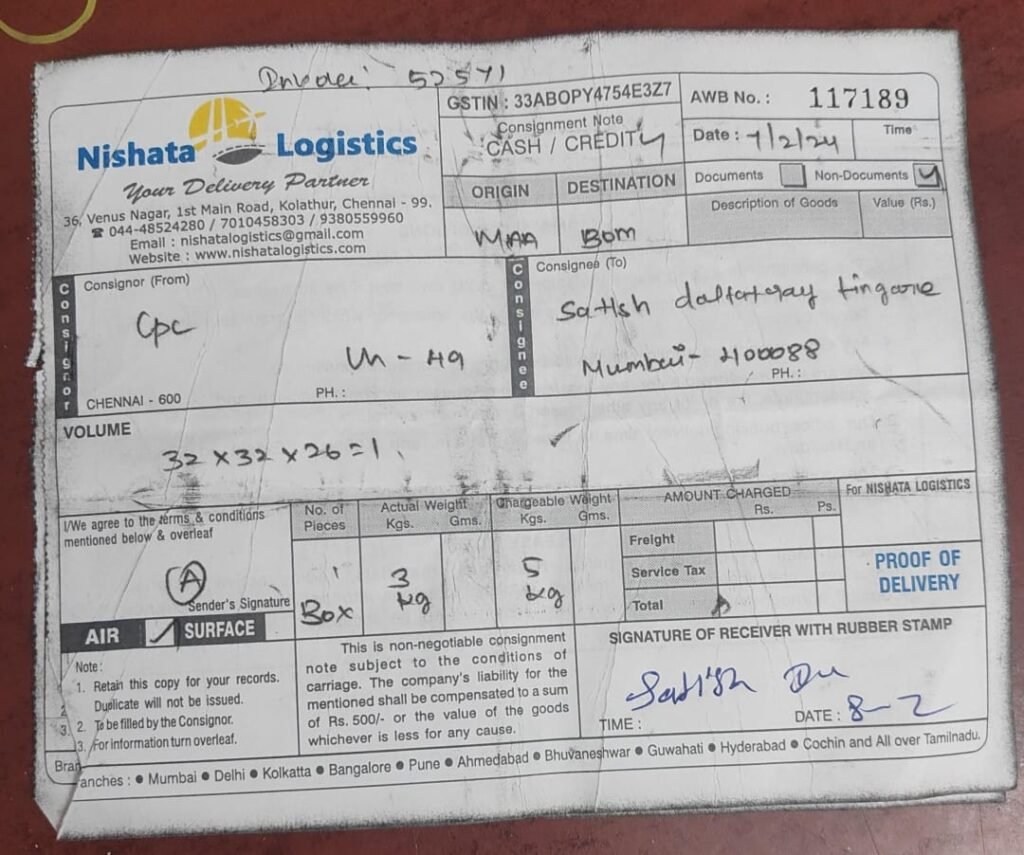 52571
Nishata Logistics
Your Delivery Partner
36, Venus Nagar, 1st Main Road, Kolathur, Chennai - 99.
☎ 044-48524280 / 7010458303 / 9380559960
Email : nishatalogistics@gmail.com
Website : www.nishatalogistics.com
GSTIN : 33ABOPY4754E3Z7
Consignment Note
CASH / CREDIT
ORIGIN DESTINATION
MAA BOM
AWB No. : 117189
Date : 7/2/24 Time
Documents Non-Documents
Description of Goods Value (Rs.)
Consignor
Consignor (From)
Cpc
- 49
CHENNAI - 600 PH. :
Consignee
Consignee (To)
Satish
Mumbai - 400088
PH. :
VOLUME
32 x 32 x 26 = 1
I/We agree to the terms & conditions
mentioned below & overleaf
A
Sender's Signature
No. of Pieces
1
Box
Actual Weight
Kgs. Gms.
3
kg
Chargeable Weight
Kgs. Gms.
5
kg
AMOUNT CHARGED
Rs. Ps.
Freight
Service Tax
Total
For NISHATA LOGISTICS
PROOF OF
DELIVERY
AIR ✓ SURFACE
Note :
1. Retain this copy for your records.
Duplicate will not be issued.
2. To be filled by the Consignor.
3. For information turn overleaf.
This is non-negotiable consignment
note subject to the conditions of
carriage. The company's liability for the
mentioned shall be compensated to a sum
of Rs. 500/- or the value of the goods
whichever is less for any cause.
SIGNATURE OF RECEIVER WITH RUBBER STAMP
Satish
TIME : DATE : 8-2
Branches : ● Mumbai ● Delhi ● Kolkatta ● Bangalore ● Pune ● Ahmedabad ● Bhuvaneshwar ● Guwahati ● Hyderabad ● Cochin and All over Tamilnadu.